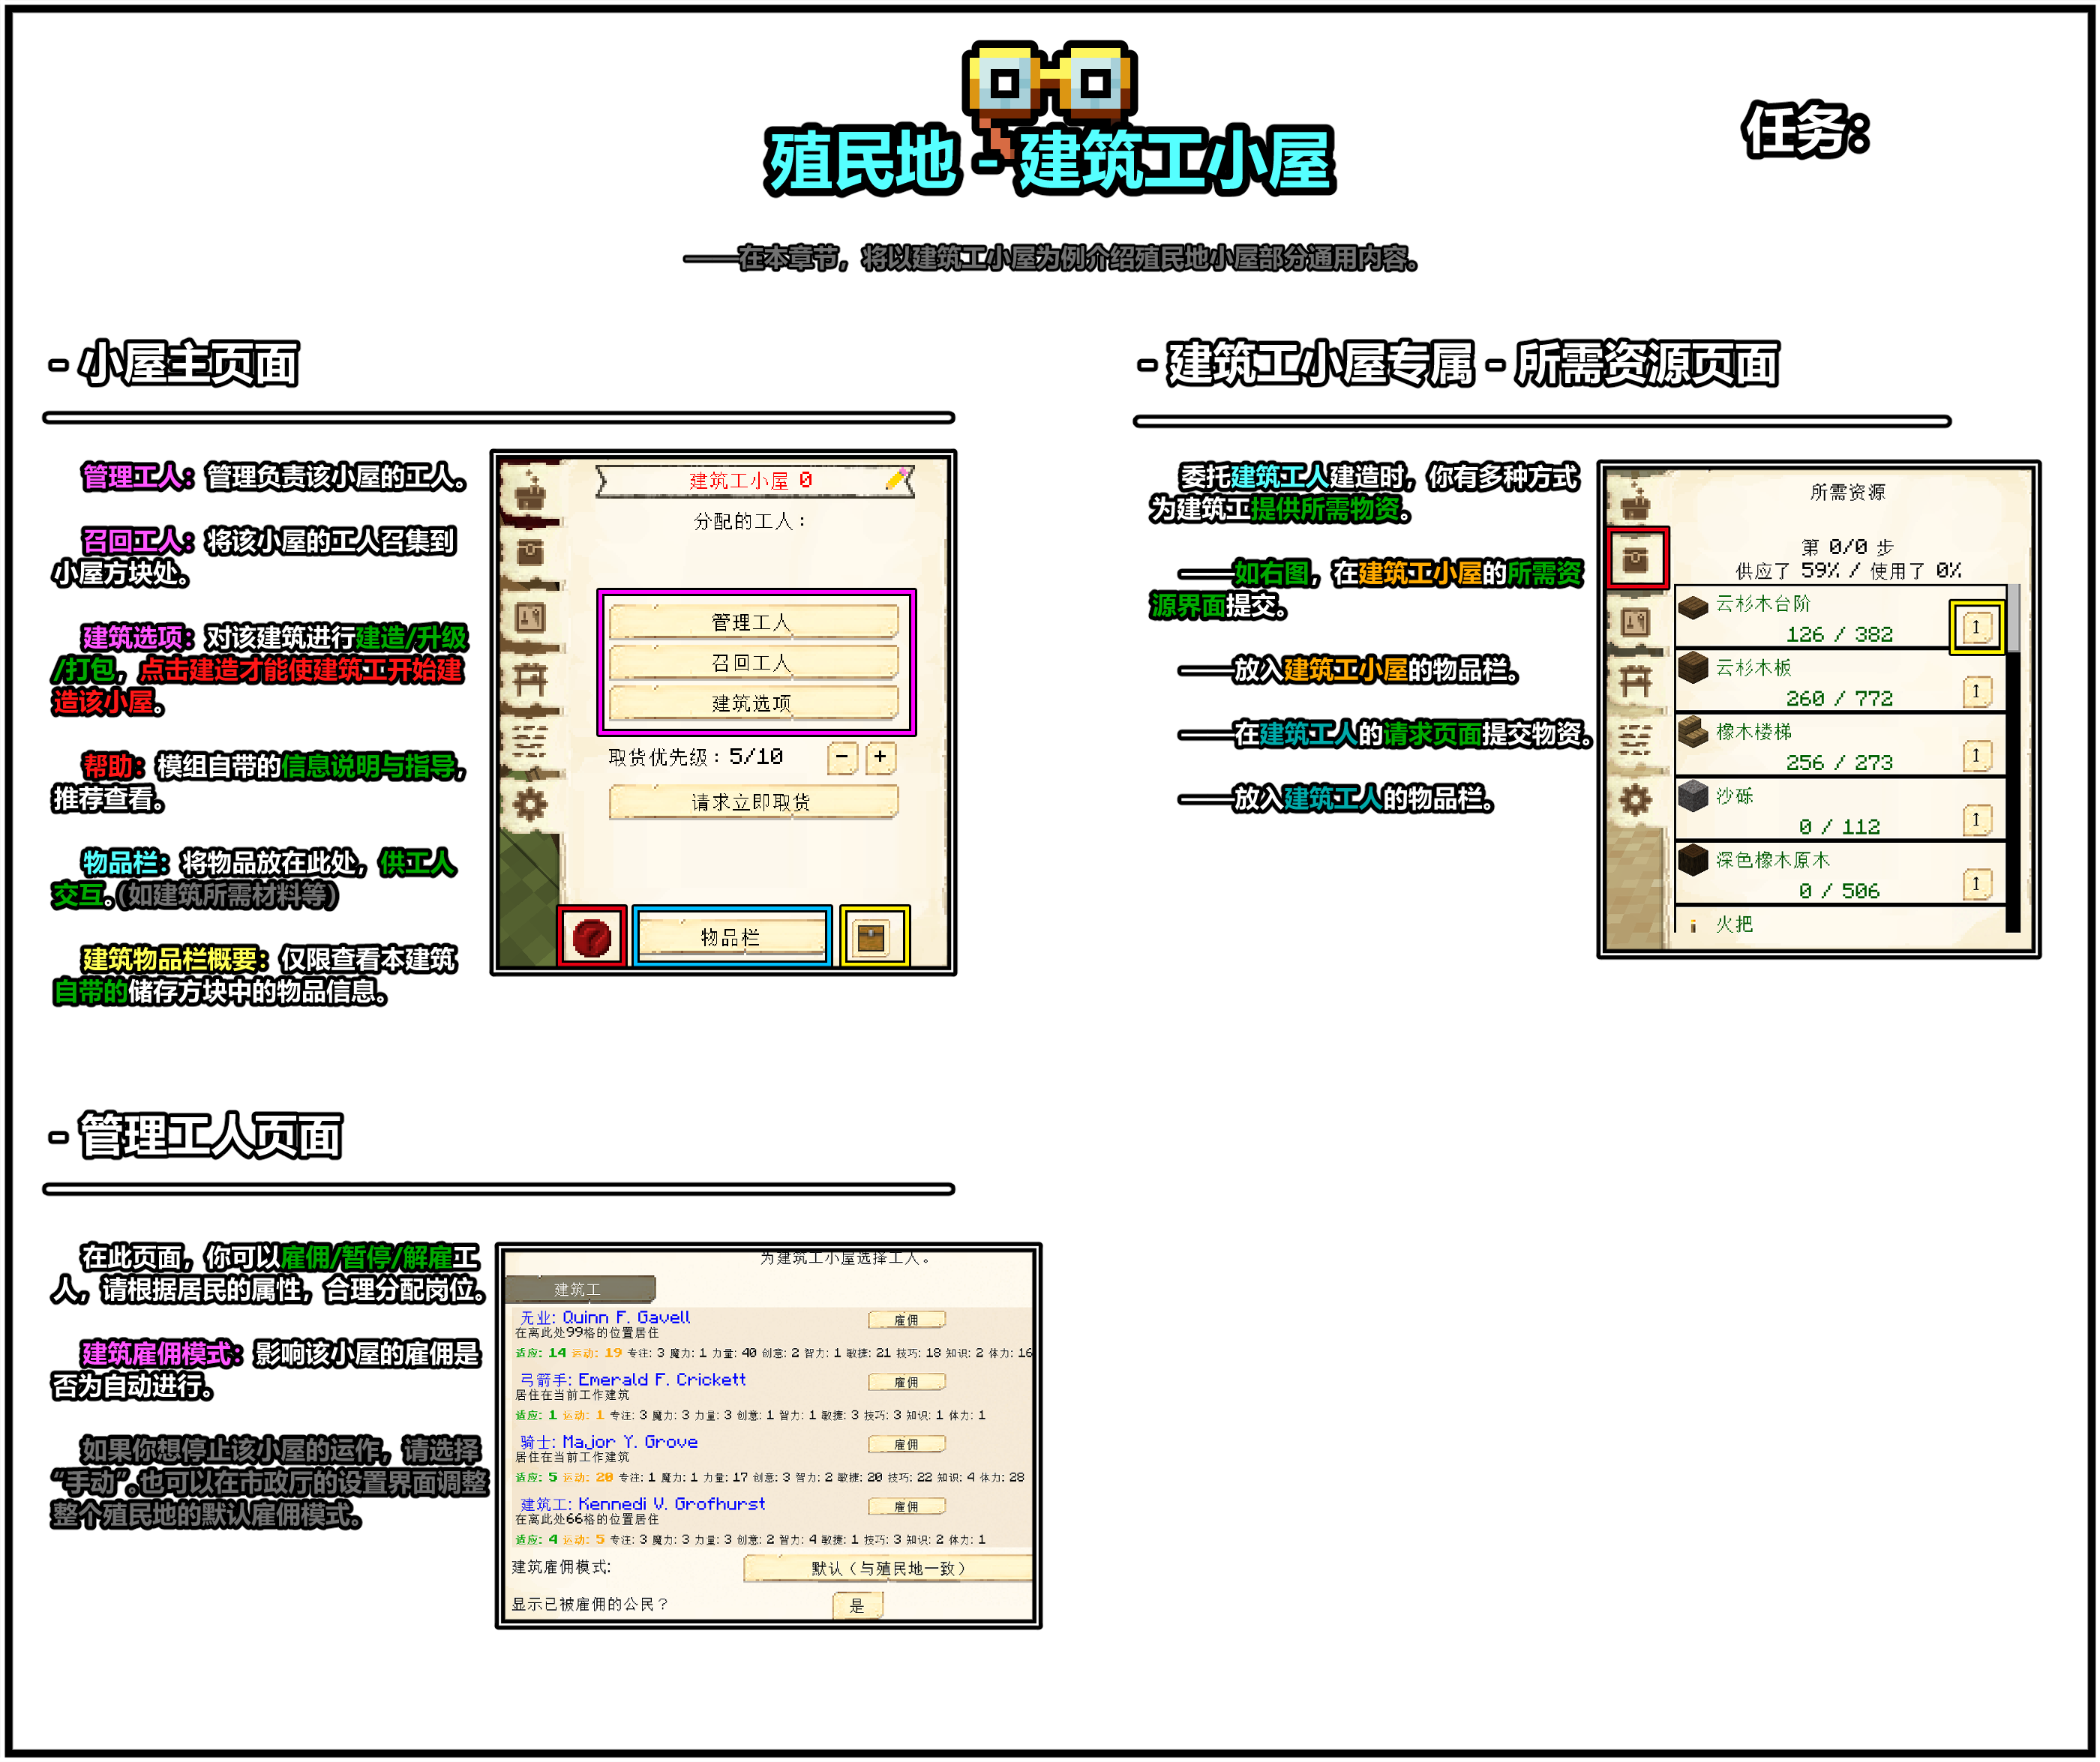 殖民地 - 建筑工小屋
任务：
——在本章节，将以建筑工小屋为例介绍殖民地小屋部分通用内容。
- 小屋主页面
管理工人：管理负责该小屋的工人。
召回工人：将该小屋的工人召集到
小屋方块处。
建筑选项：对该建筑进行建造/升级
/打包，点击建造才能使建筑工开始建
造该小屋。
帮助：模组自带的信息说明与指导，
推荐查看。
物品栏：将物品放在此处，供工人
交互。（如建筑所需材料等）
建筑物品栏概要：仅限查看本建筑
自带的储存方块中的物品信息。
建筑工小屋 0
分配的工人：
管理工人
召回工人
建筑选项
取货优先级：5/10
- +
请求立即取货
物品栏
- 建筑工小屋专属 - 所需资源页面
委托建筑工人建造时，你有多种方式
为建筑工提供所需物资。
——如右图，在建筑工小屋的所需资
源界面提交。
——放入建筑工小屋的物品栏。
——在建筑工人的请求页面提交物资。
——放入建筑工人的物品栏。
所需资源
第 0/0 步
供应了 59% / 使用了 0%
云杉木台阶
126 / 382
云杉木板
260 / 772
橡木楼梯
256 / 273
沙砾
0 / 112
深色橡木原木
0 / 506
火把
- 管理工人页面
在此页面，你可以雇佣/暂停/解雇工
人，请根据居民的属性，合理分配岗位。
建筑雇佣模式：影响该小屋的雇佣是
否为自动进行。
如果你想停止该小屋的运作，请选择
“手动”。也可以在市政厅的设置界面调整
整个殖民地的默认雇佣模式。
为建筑工小屋选择工人。
建筑工
无业: Quinn F. Gavell
雇佣
在离此处99格的位置居住
适应: 14 运动: 19 专注: 3 魔力: 1 力量: 40 创意: 2 智力: 1 敏捷: 21 技巧: 18 知识: 2 体力: 16
弓箭手: Emerald F. Crickett
雇佣
居住在当前工作建筑
适应: 1 运动: 1 专注: 3 魔力: 3 力量: 3 创意: 1 智力: 1 敏捷: 3 技巧: 3 知识: 1 体力: 1
骑士: Major Y. Grove
雇佣
居住在当前工作建筑
适应: 5 运动: 20 专注: 1 魔力: 1 力量: 17 创意: 3 智力: 2 敏捷: 20 技巧: 22 知识: 4 体力: 28
建筑工: Kennedi V. Grofhurst
雇佣
在离此处66格的位置居住
适应: 4 运动: 5 专注: 3 魔力: 3 力量: 3 创意: 2 智力: 4 敏捷: 1 技巧: 3 知识: 2 体力: 1
建筑雇佣模式:
默认（与殖民地一致）
显示已被雇佣的公民？
是